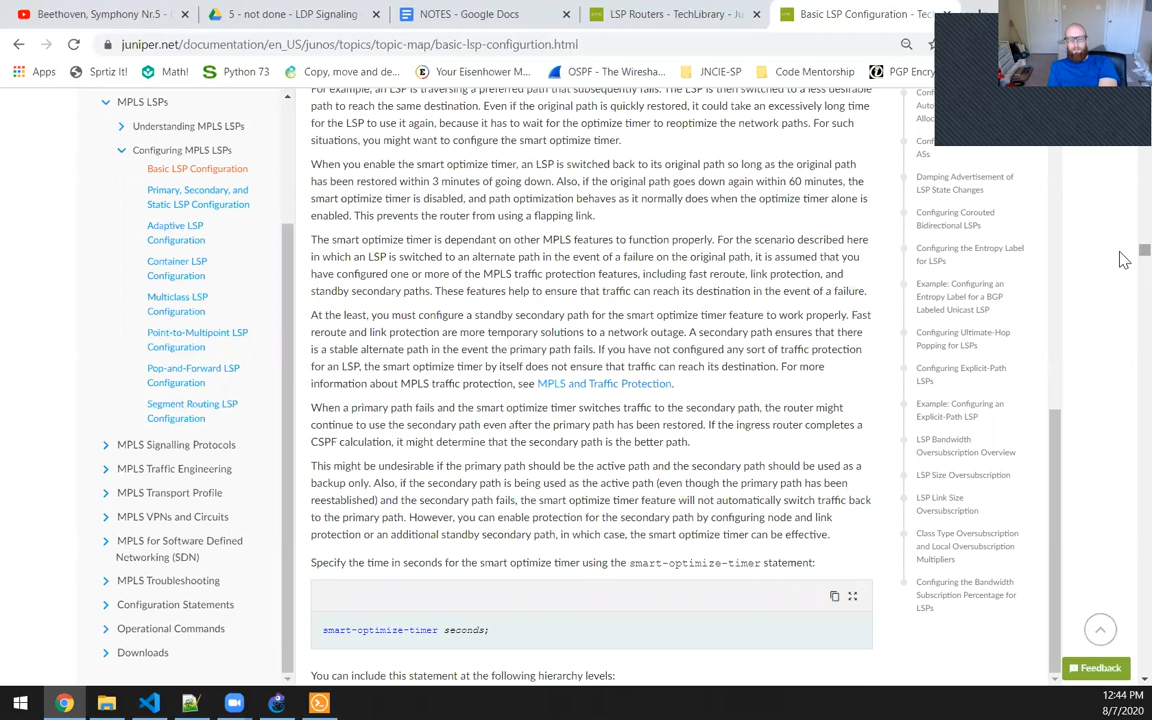 Beethoven, Symphony Nr.5 -
5 - not done - LDP Signaling
NOTES - Google Docs
LSP Routers - TechLibrary - Ju
Basic LSP Configuration - Te
juniper.net/documentation/en_US/junos/topics/topic-map/basic-lsp-configurtion.html
Apps
Sprtiz It!
Math!
Python 73
Copy, move and de...
Your Eisenhower M...
OSPF - The Wiresha...
JNCIE-SP
Code Mentorship
PGP Encry
MPLS LSPs
Understanding MPLS LSPs
Configuring MPLS LSPs
Basic LSP Configuration
Primary, Secondary, and
Static LSP Configuration
Adaptive LSP
Configuration
Container LSP
Configuration
Multiclass LSP
Configuration
Point-to-Multipoint LSP
Configuration
Pop-and-Forward LSP
Configuration
Segment Routing LSP
Configuration
MPLS Signalling Protocols
MPLS Traffic Engineering
MPLS Transport Profile
MPLS VPNs and Circuits
MPLS for Software Defined
Networking (SDN)
MPLS Troubleshooting
Configuration Statements
Operational Commands
Downloads
For example, an LSP is traversing a preferred path that subsequently fails. The LSP is then switched to a less desirable
path to reach the same destination. Even if the original path is quickly restored, it could take an excessively long time
for the LSP to use it again, because it has to wait for the optimize timer to reoptimize the network paths. For such
situations, you might want to configure the smart optimize timer.
When you enable the smart optimize timer, an LSP is switched back to its original path so long as the original path
has been restored within 3 minutes of going down. Also, if the original path goes down again within 60 minutes, the
smart optimize timer is disabled, and path optimization behaves as it normally does when the optimize timer alone is
enabled. This prevents the router from using a flapping link.
The smart optimize timer is dependant on other MPLS features to function properly. For the scenario described here
in which an LSP is switched to an alternate path in the event of a failure on the original path, it is assumed that you
have configured one or more of the MPLS traffic protection features, including fast reroute, link protection, and
standby secondary paths. These features help to ensure that traffic can reach its destination in the event of a failure.
At the least, you must configure a standby secondary path for the smart optimize timer feature to work properly. Fast
reroute and link protection are more temporary solutions to a network outage. A secondary path ensures that there
is a stable alternate path in the event the primary path fails. If you have not configured any sort of traffic protection
for an LSP, the smart optimize timer by itself does not ensure that traffic can reach its destination. For more
information about MPLS traffic protection, see MPLS and Traffic Protection.
When a primary path fails and the smart optimize timer switches traffic to the secondary path, the router might
continue to use the secondary path even after the primary path has been restored. If the ingress router completes a
CSPF calculation, it might determine that the secondary path is the better path.
This might be undesirable if the primary path should be the active path and the secondary path should be used as a
backup only. Also, if the secondary path is being used as the active path (even though the primary path has been
reestablished) and the secondary path fails, the smart optimize timer feature will not automatically switch traffic back
to the primary path. However, you can enable protection for the secondary path by configuring node and link
protection or an additional standby secondary path, in which case, the smart optimize timer can be effective.
Specify the time in seconds for the smart optimize timer using the smart-optimize-timer statement:
smart-optimize-timer seconds;
You can include this statement at the following hierarchy levels:
Conf
Auto
Alloc
Conf
ASs
Damping Advertisement of
LSP State Changes
Configuring Corouted
Bidirectional LSPs
Configuring the Entropy Label
for LSPs
Example: Configuring an
Entropy Label for a BGP
Labeled Unicast LSP
Configuring Ultimate-Hop
Popping for LSPs
Configuring Explicit-Path
LSPs
Example: Configuring an
Explicit-Path LSP
LSP Bandwidth
Oversubscription Overview
LSP Size Oversubscription
LSP Link Size
Oversubscription
Class Type Oversubscription
and Local Oversubscription
Multipliers
Configuring the Bandwidth
Subscription Percentage for
LSPs
Feedback
12:44 PM
8/7/2020